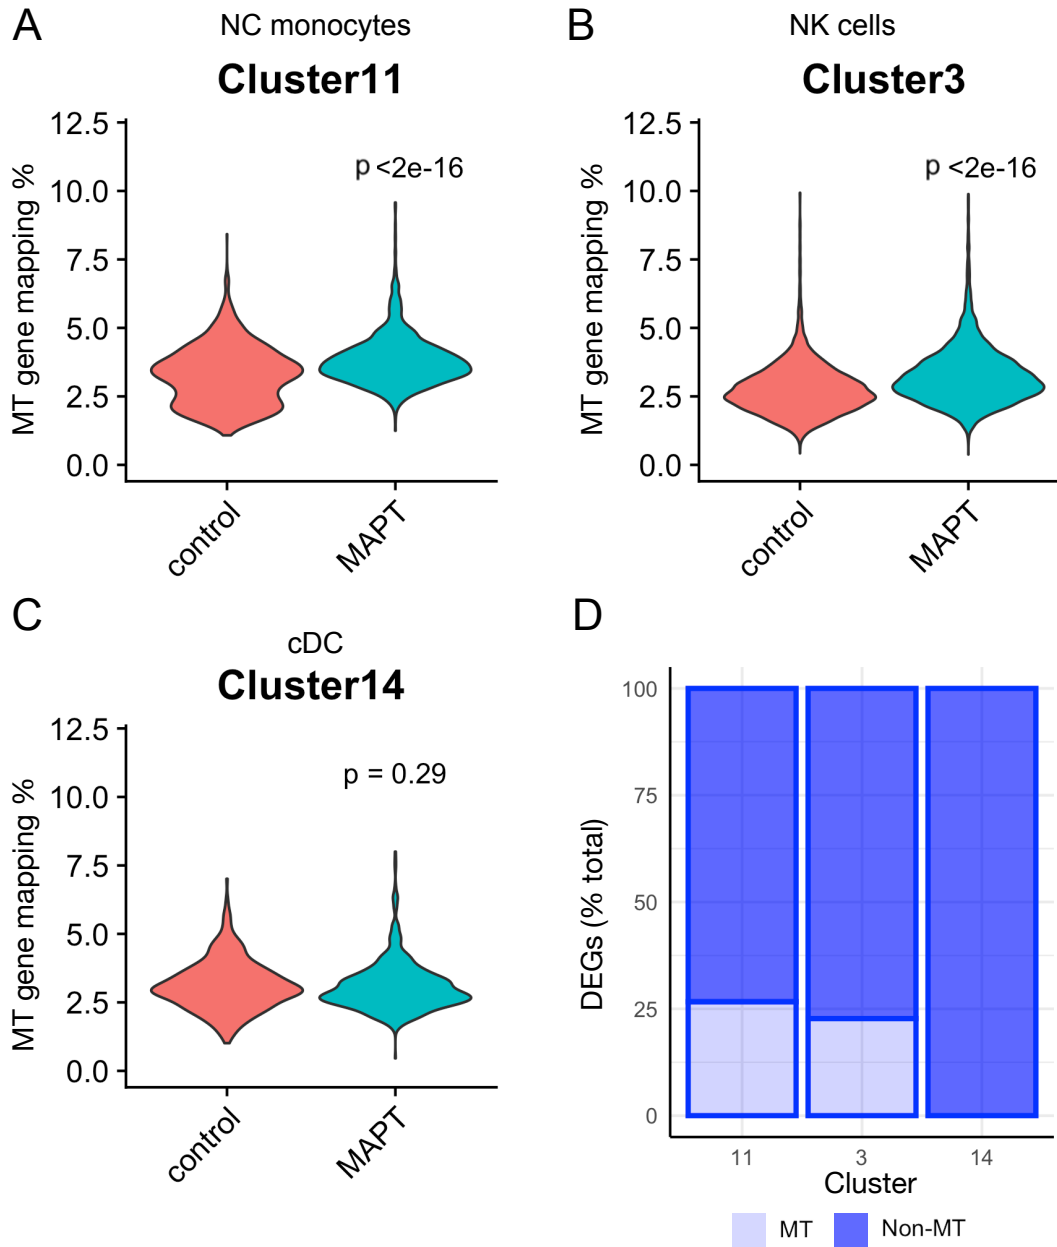 A
NC monocytes
Cluster11
MT gene mapping %
12.5
10.0
7.5
5.0
2.5
0.0
p <2e-16
control
MAPT
B
NK cells
Cluster3
MT gene mapping %
12.5
10.0
7.5
5.0
2.5
0.0
p <2e-16
control
MAPT
C
cDC
Cluster14
MT gene mapping %
12.5
10.0
7.5
5.0
2.5
0.0
p = 0.29
control
MAPT
D
DEGs (% total)
100
75
50
25
0
11 3 14
Cluster
MT Non-MT